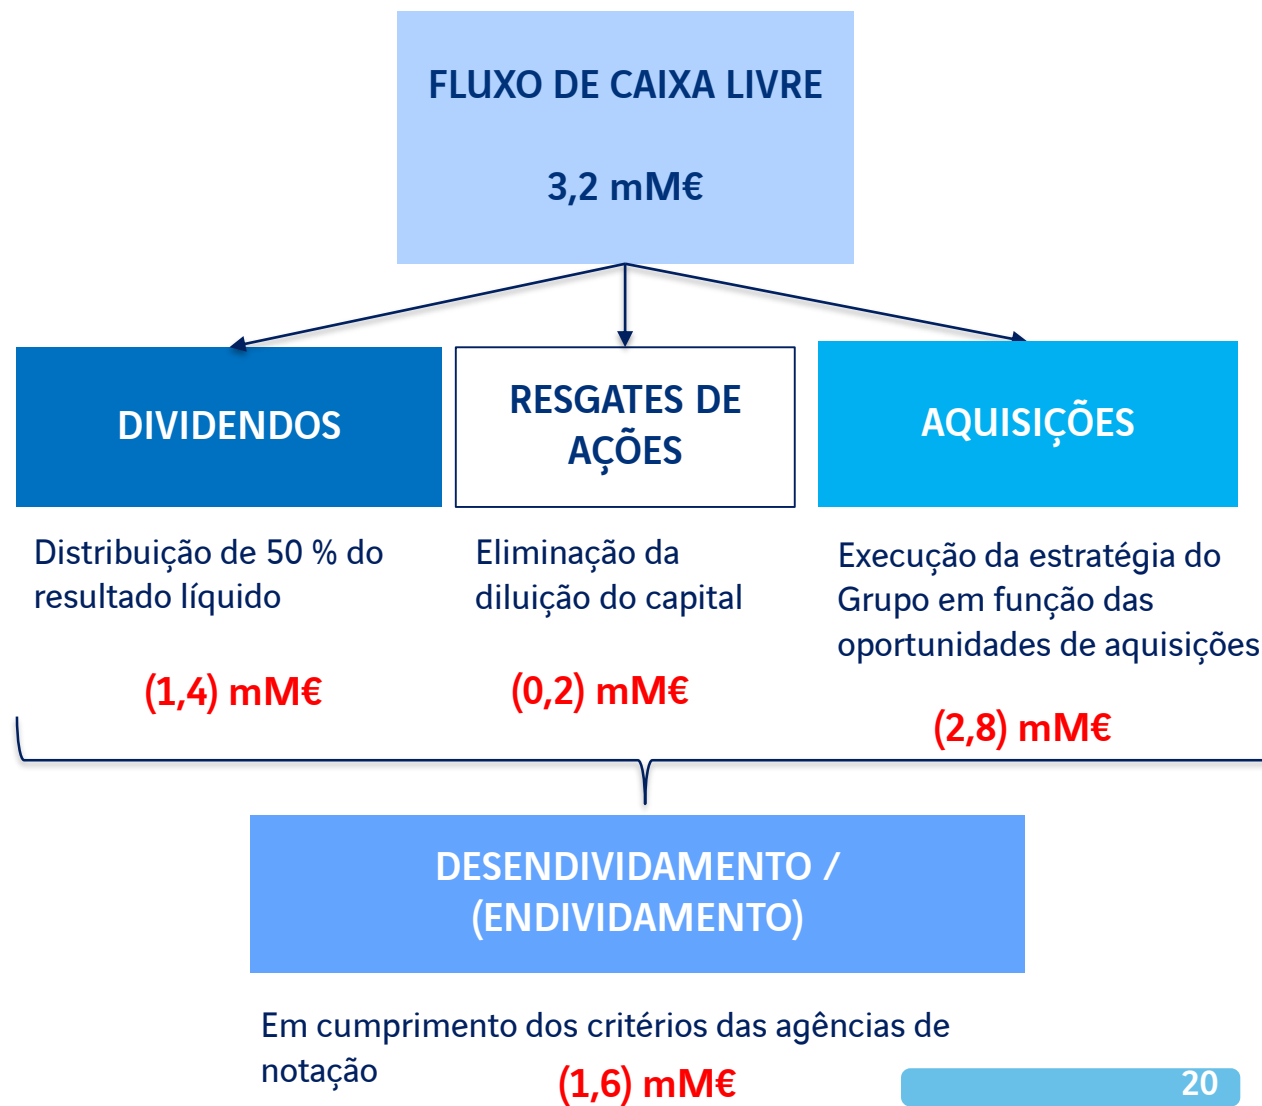 FLUXO DE CAIXA LIVRE
3,2 mM€
DIVIDENDOS
Distribuição de 50 % do
resultado líquido
(1,4) mM€
RESGATES DE
AÇÕES
Eliminação da
diluição do capital
(0,2) mM€
AQUISIÇÕES
Execução da estratégia do
Grupo em função das
oportunidades de aquisições
(2,8) mM€
DESENDIVIDAMENTO /
(ENDIVIDAMENTO)
Em cumprimento dos critérios das agências de
notação
(1,6) mM€
20